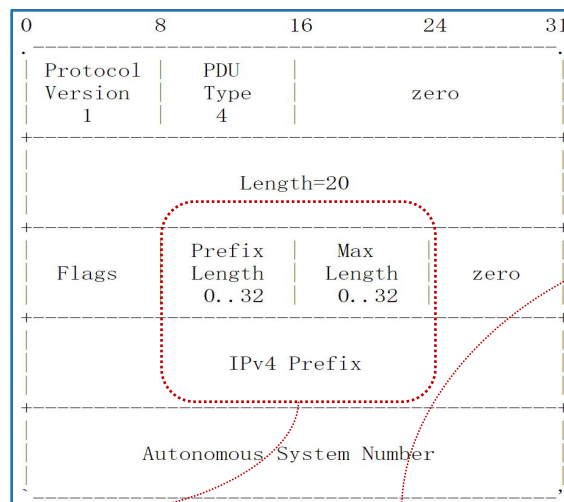 0 8 16 24 31
Protocol PDU
Version Type zero
1 4
Length=20
Prefix Max
Flags Length Length zero
0..32 0..32
IPv4 Prefix
Autonomous System Number